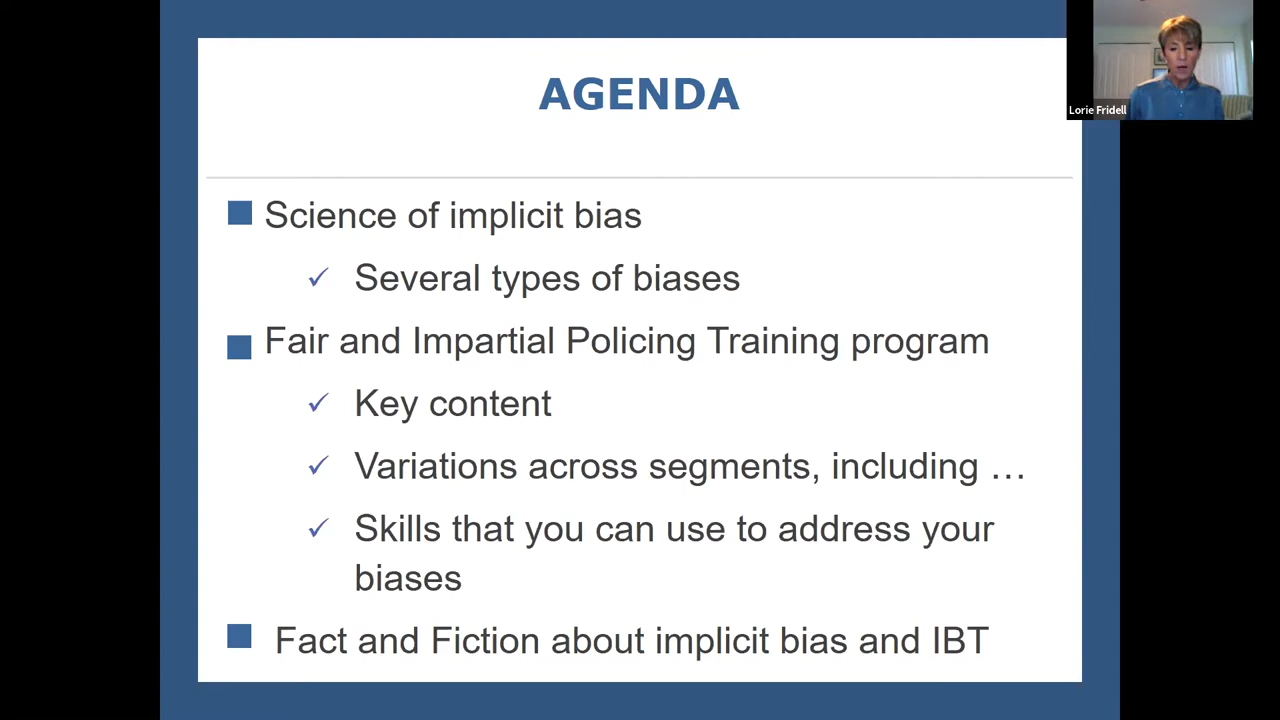 AGENDA
Lorie Fridell
Science of implicit bias
✓ Several types of biases
Fair and Impartial Policing Training program
✓ Key content
✓ Variations across segments, including …
✓ Skills that you can use to address your
biases
Fact and Fiction about implicit bias and IBT